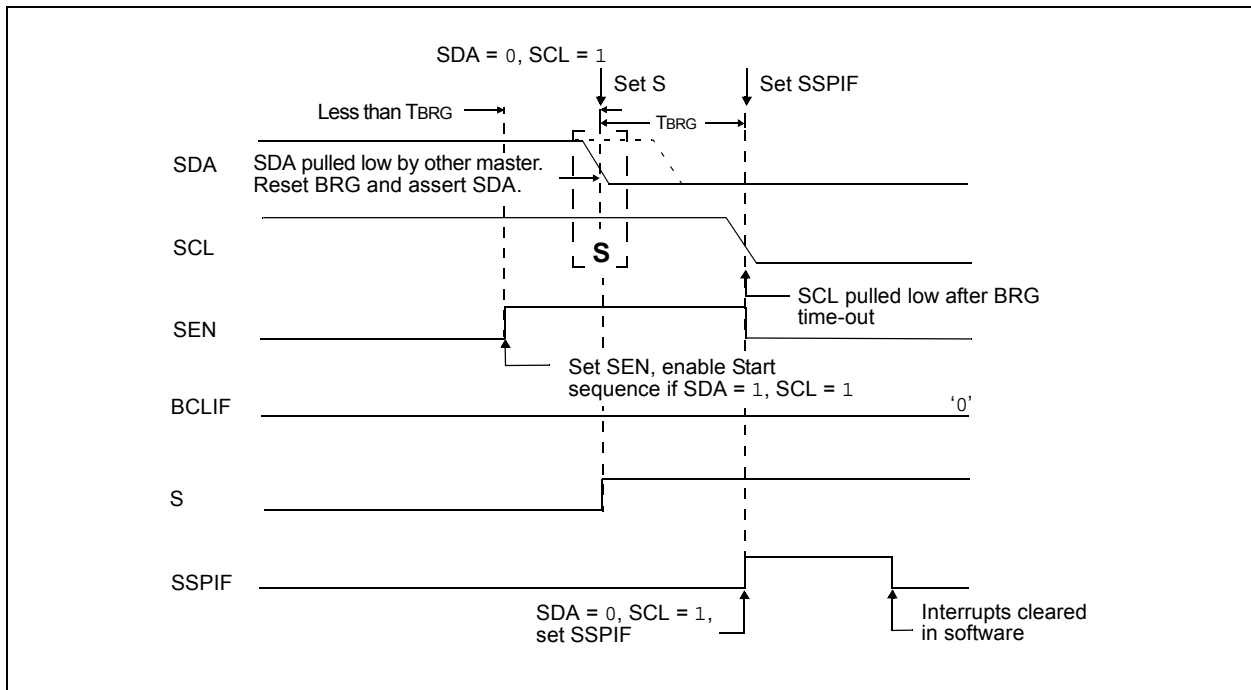 SDA = 0, SCL = 1
Set S
Set SSPIF
Less than TBRG
TBRG
SDA
SDA pulled low by other master.
Reset BRG and assert SDA.
SCL
S
SCL pulled low after BRG
time-out
SEN
Set SEN, enable Start
sequence if SDA = 1, SCL = 1
BCLIF
‘0’
S
SSPIF
SDA = 0, SCL = 1,
set SSPIF
Interrupts cleared
in software